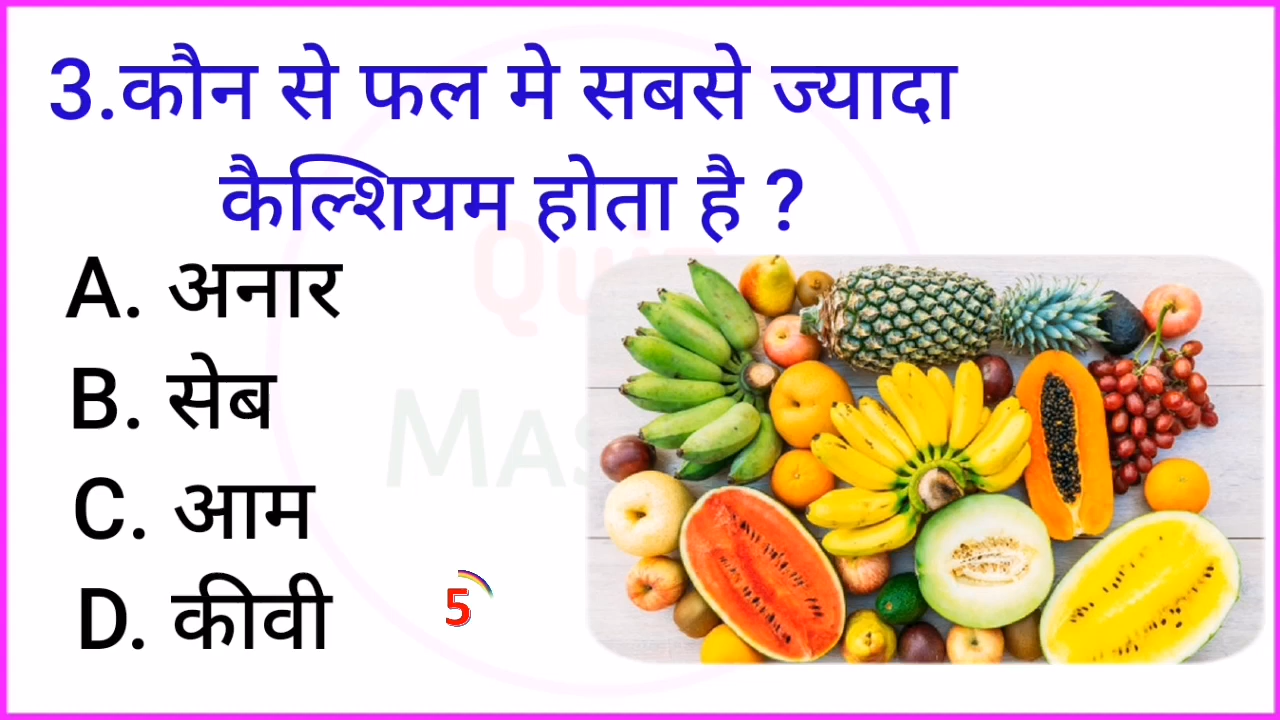 3.कौन से फल मे सबसे ज्यादा
कैल्शियम होता है ?
A. अनार
B. सेब
C. आम
D. कीवी
5